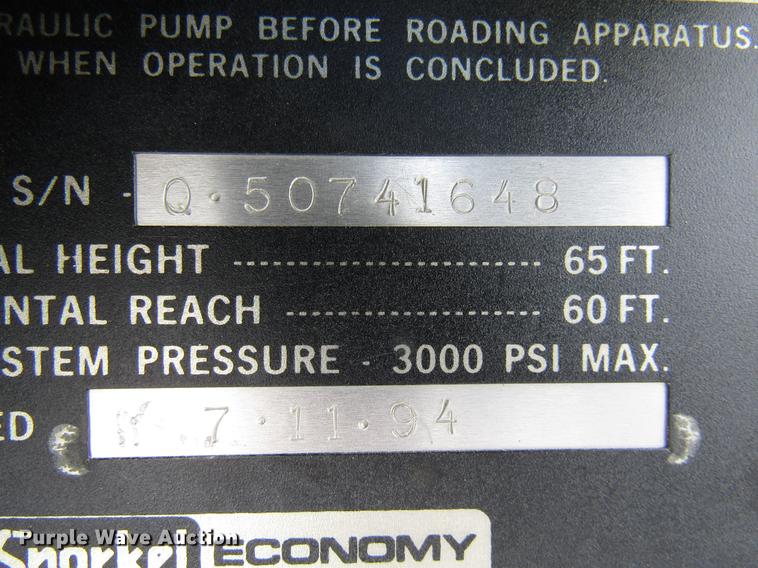 RAULIC PUMP BEFORE ROADING APPARATUS.
WHEN OPERATION IS CONCLUDED.
S/N - Q·50741648
AL HEIGHT ------------------------ 65 FT.
NTAL REACH -------------------- 60 FT.
STEM PRESSURE - 3000 PSI MAX.
ED 7·11·94
Snorkel ECONOMY
Purple Wave Auction